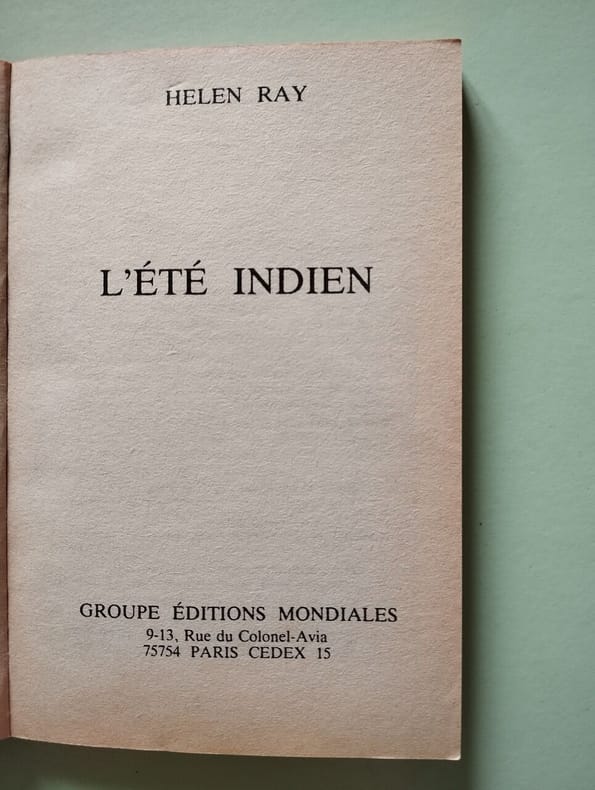 HELEN RAY
L'ÉTÉ INDIEN
GROUPE ÉDITIONS MONDIALES
9-13, Rue du Colonel-Avia
75754 PARIS CEDEX 15